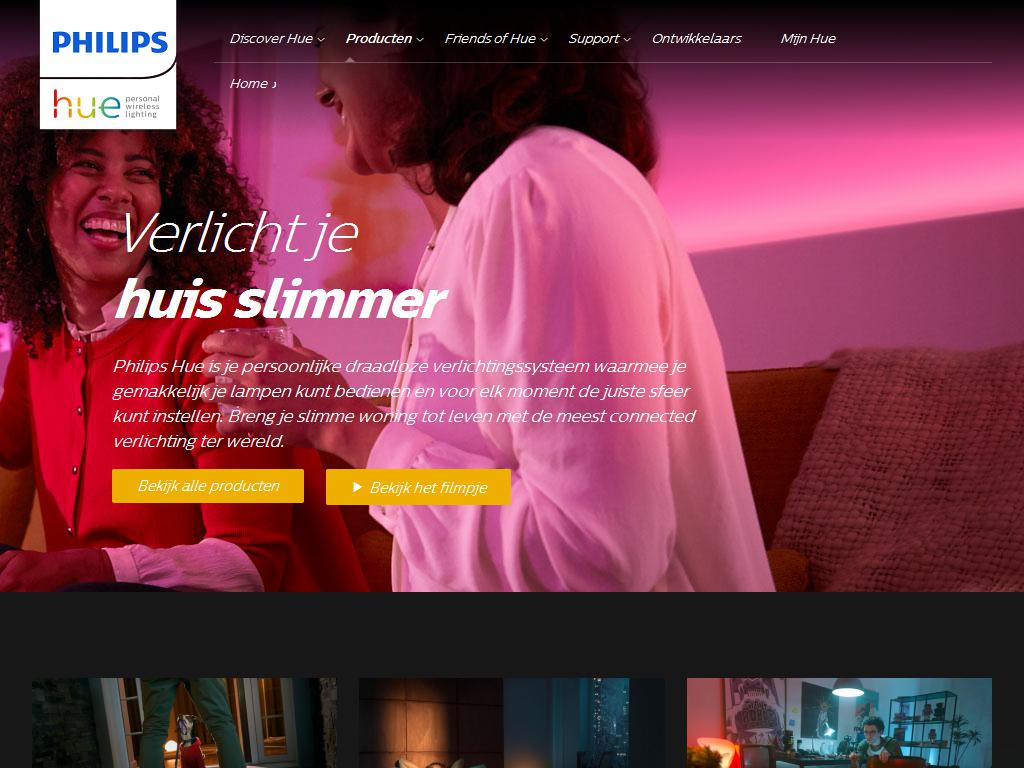 PHILIPS
hue personal wireless lighting
Discover Hue Producten Friends of Hue Support Ontwikkelaars Mijn Hue
Home ›
Verlicht je
huis slimmer
Philips Hue is je persoonlijke draadloze verlichtingssysteem waarmee je
gemakkelijk je lampen kunt bedienen en voor elk moment de juiste sfeer
kunt instellen. Breng je slimme woning tot leven met de meest connected
verlichting ter wereld.
Bekijk alle producten
Bekijk het filmpje